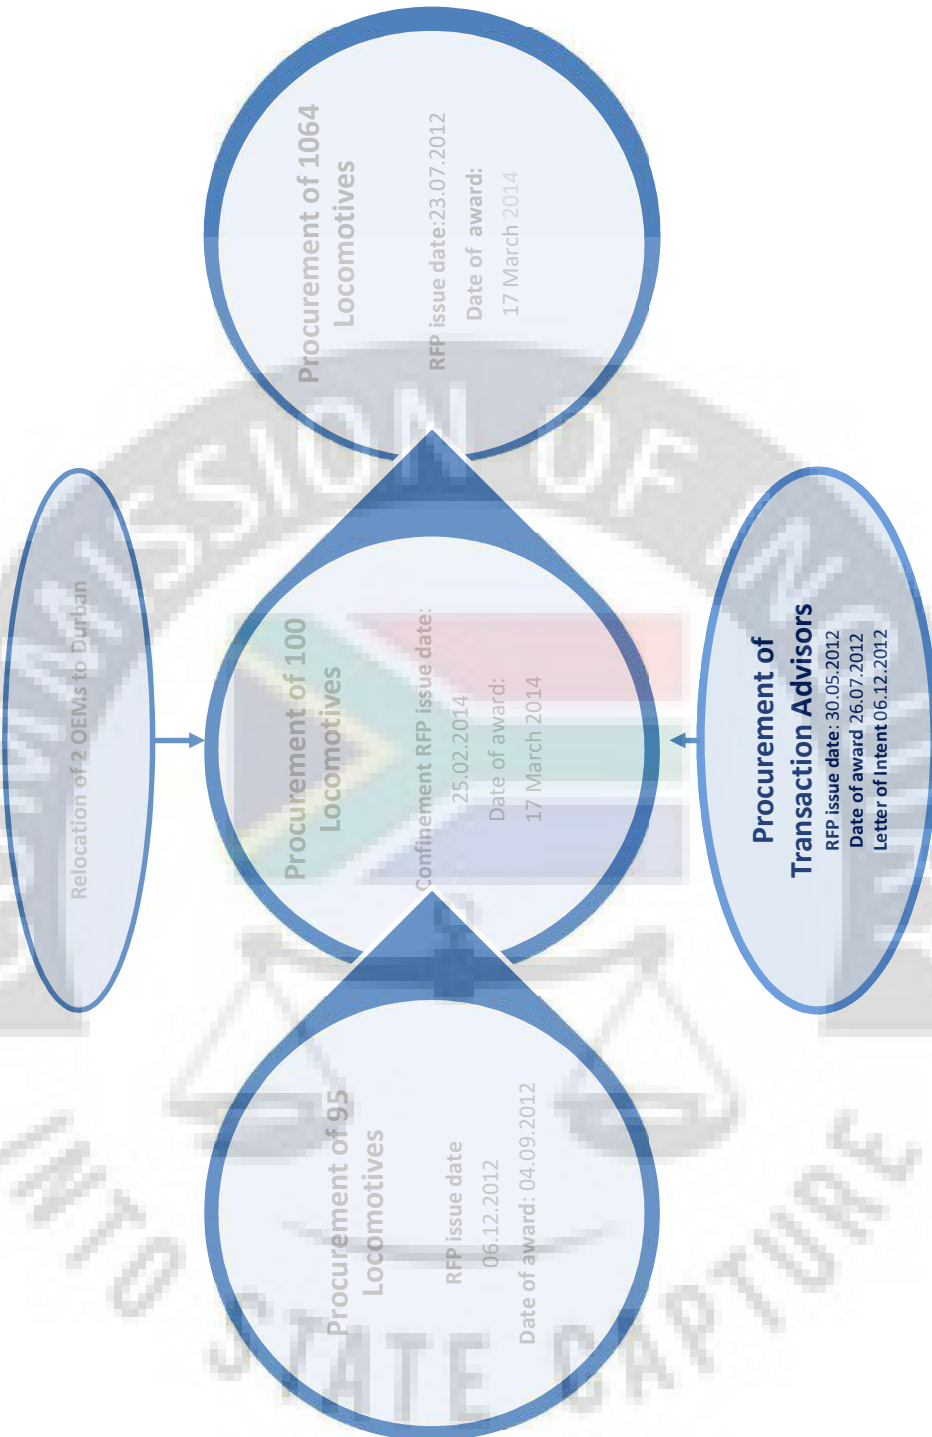 Relocation of 2 OEMs to Durban
Procurement of 95
Locomotives
RFP issue date
06.12.2012
Date of award: 04.09.2012
Procurement of 100
Locomotives
Confinement RFP issue date:
25.02.2014
Date of award:
17 March 2014
Procurement of 1064
Locomotives
RFP issue date:23.07.2012
Date of award:
17 March 2014
Procurement of
Transaction Advisors
RFP issue date: 30.05.2012
Date of award 26.07.2012
Letter of Intent 06.12.2012
MMISSION OF
INTO STATE CAPTURE